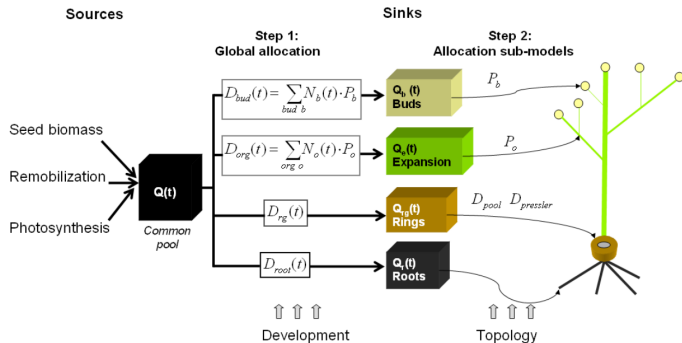 Sources
Sinks
Step 1:
Global allocation
Step 2:
Allocation sub-models
Seed biomass
Remobilization
Photosynthesis
Q(t)
Common
pool
D_bud(t) = ∑_{bud b} N_b(t)·P_b
Q_b (t)
Buds
P_b
D_org(t) = ∑_{org o} N_o(t)·P_o
Q_e(t)
Expansion
P_o
D_rg(t)
Q_rg(t)
Rings
D_pool D_pressler
D_root(t)
Q_r(t)
Roots
Development
Topology